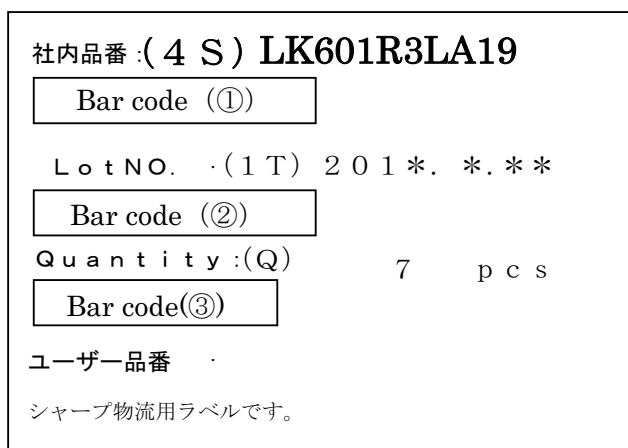 社内品番:(４Ｓ) LK601R3LA19
Bar code (①)
ＬｏｔNO. ・(１Ｔ) ２０１＊. ＊.＊＊
Bar code (②)
Ｑｕａｎｔｉｔｙ:(Q) ７ ｐｃｓ
Bar code(③)
ユーザー品番 ・
シャープ物流用ラベルです。